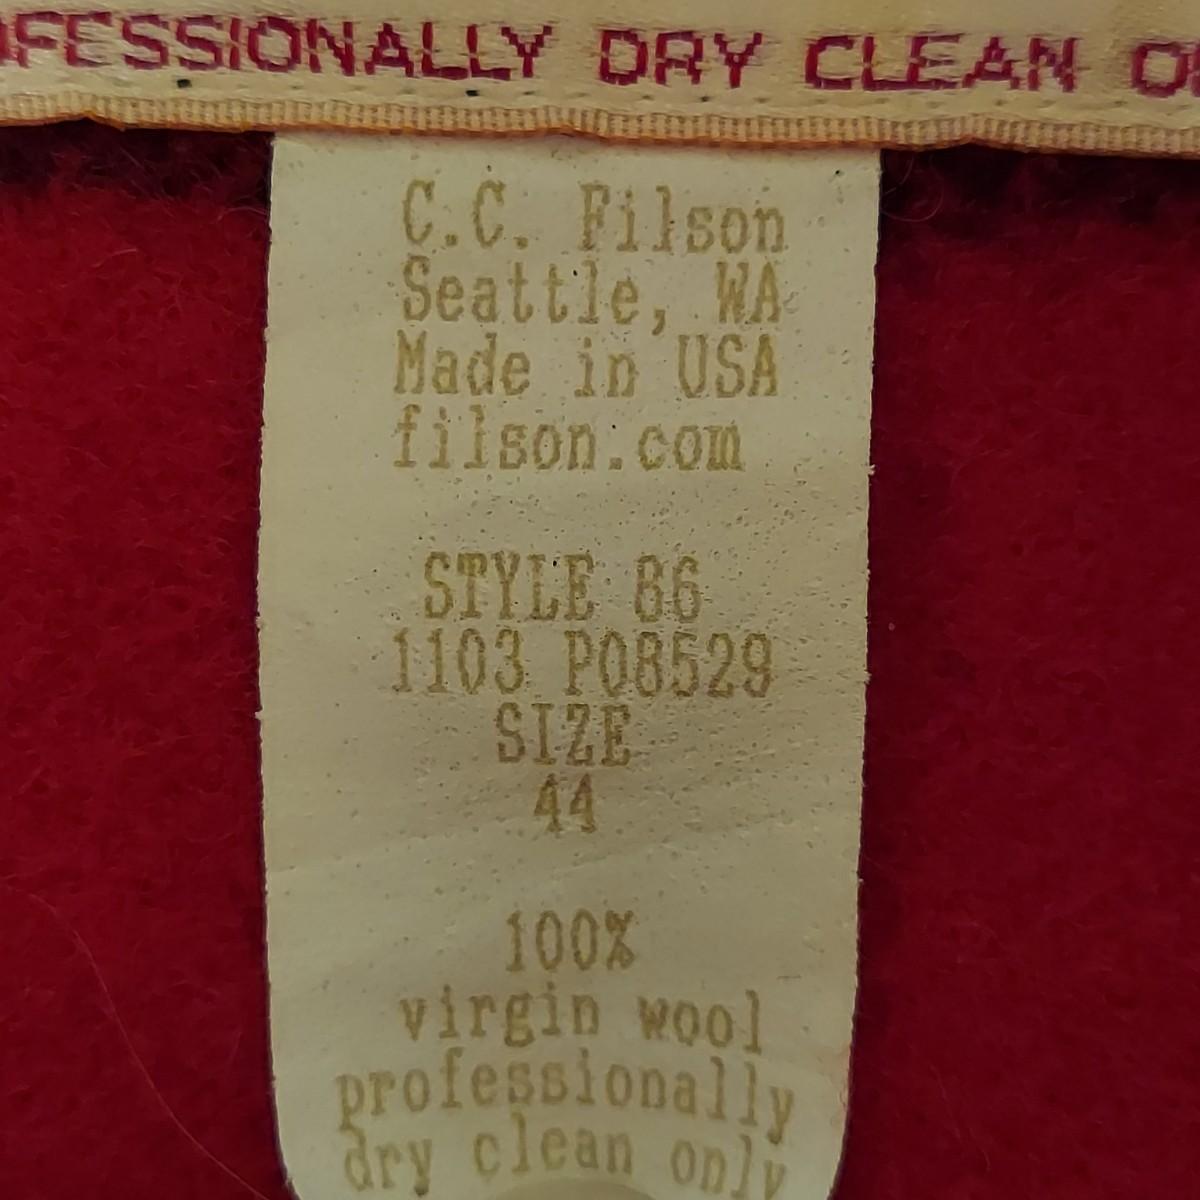 OFESSIONALLY DRY CLEAN O
C.C. Filson
Seattle, WA
Made in USA
filson.com
STYLE 86
1103 P08529
SIZE
44
100%
virgin wool
professionally
dry clean only